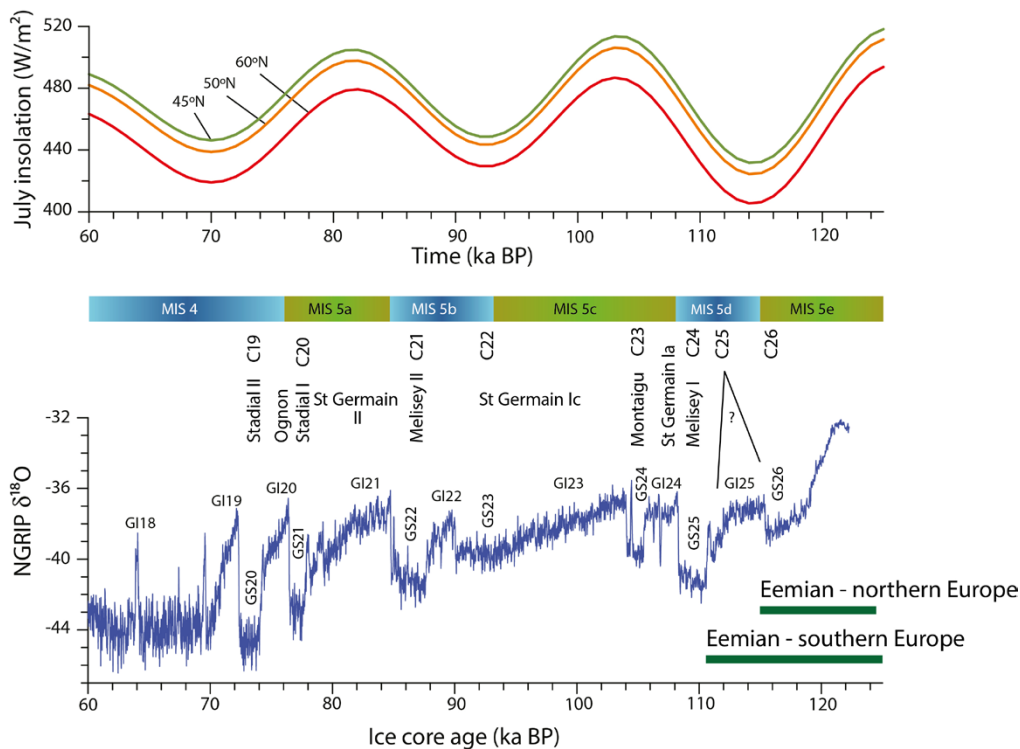 July insolation (W/m²)
520
480
440
400
45ºN
50ºN
60ºN
60
70
80
90
100
110
120
Time (ka BP)
MIS 4
MIS 5a
MIS 5b
MIS 5c
MIS 5d
MIS 5e
C19
C20
C21
C22
C23
C24
C25
C26
Stadial II
Ognon
Stadial I
St Germain
II
Melisey II
St Germain Ic
Montaigu
St Germain Ia
Melisey I
?
NGRIP δ¹⁸O
-32
-36
-40
-44
GI18
GI19
GS20
GI20
GS21
GI21
GS22
GI22
GS23
GI23
GS24
GI24
GS25
GI25
GS26
Eemian - northern Europe
Eemian - southern Europe
60
70
80
90
100
110
120
Ice core age (ka BP)